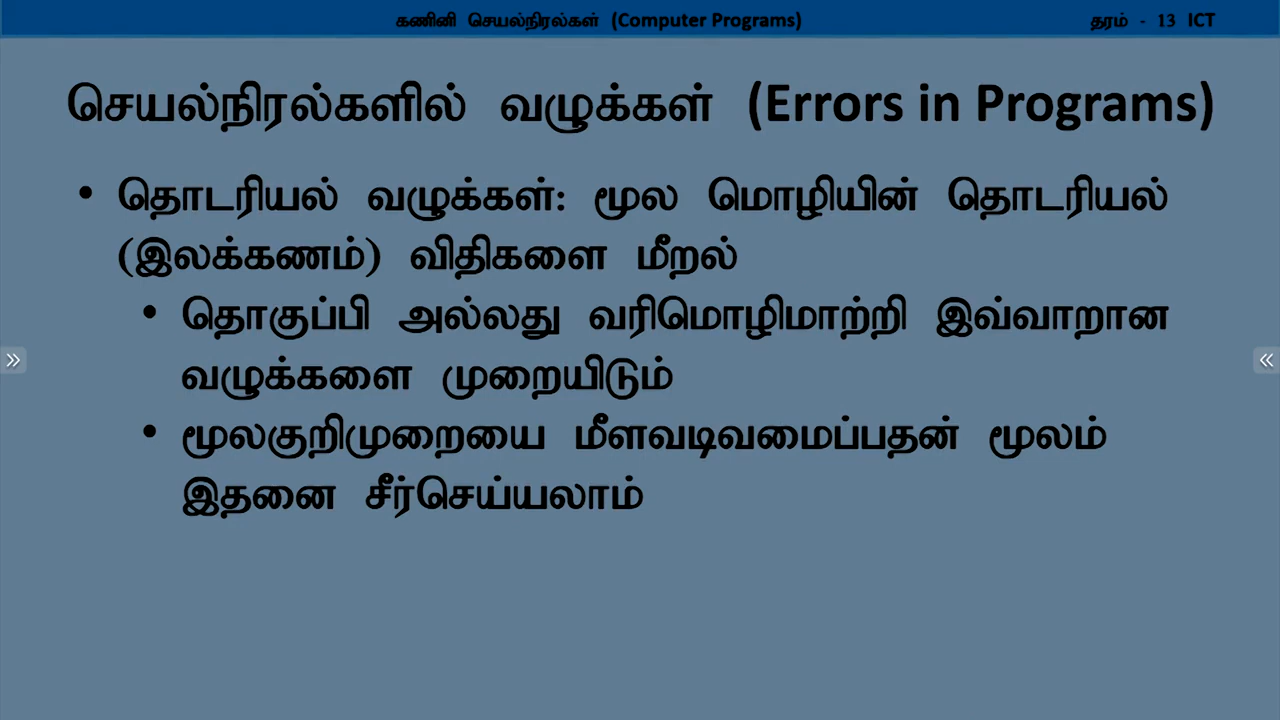 கணினி செயல்நிரல்கள் (Computer Programs) தரம் - 13 ICT
செயல்நிரல்களில் வழுக்கள் (Errors in Programs)
• தொடரியல் வழுக்கள்: மூல மொழியின் தொடரியல்
(இலக்கணம்) விதிகளை மீறல்
• தொகுப்பி அல்லது வரிமொழிமாற்றி இவ்வாறான
வழுக்களை முறையிடும்
• மூலகுறிமுறையை மீளவடிவமைப்பதன் மூலம்
இதனை சீர்செய்யலாம்